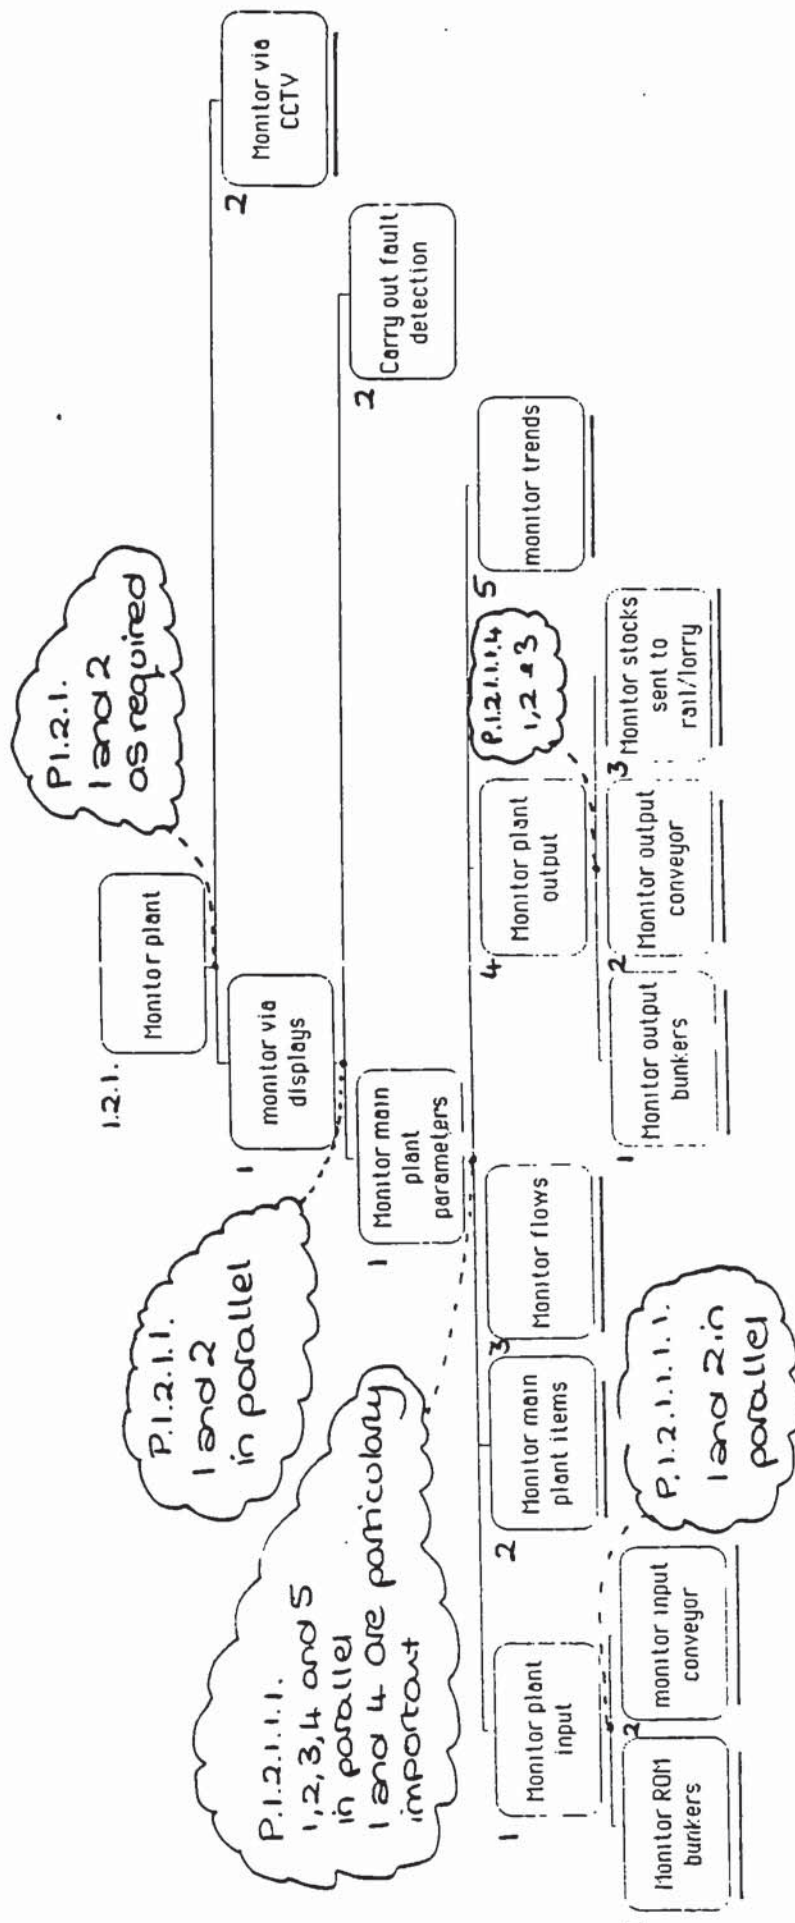 1.2.1.
Monitor plant
P1.2.1.
1 and 2
as required
1
monitor via
displays
2
Monitor via
CCTV
P.1.2.1.1.
1 and 2
in parallel
1
Monitor main
plant
parameters
2
Carry out fault
detection
P.1.2.1.1.1.
1,2,3,4 and 5
in parallel
1 and 4 are particulary
important
1
Monitor plant
input
2
Monitor main
plant items
3
Monitor flows
4
Monitor plant
output
5
monitor trends
P.1.2.1.1.1.1.
1 and 2 in
parallel
Monitor ROM
bunkers
2
monitor input
conveyor
P.1.2.1.1.1.4
1,2 & 3
1
Monitor output
bunkers
2
Monitor output
conveyor
3
Monitor stocks
sent to
rail/lorry